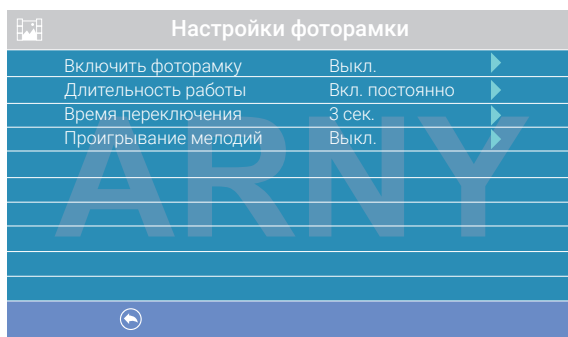 Настройки фоторамки
Включить фоторамку Выкл.
Длительность работы Вкл. постоянно
Время переключения 3 сек.
Проигрывание мелодий Выкл.
ARNY